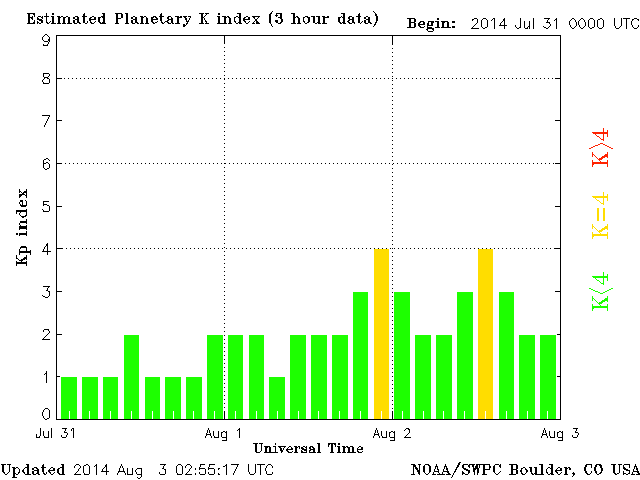 Estimated Planetary K index (3 hour data) Begin: 2014 Jul 31 0000 UTC
9
8
7
6
5
4
3
2
1
0
Kp index
K>4
K=4
K<4
Jul 31 Aug 1 Aug 2 Aug 3
Universal Time
Updated 2014 Aug 3 02:55:17 UTC NOAA/SWPC Boulder, CO USA